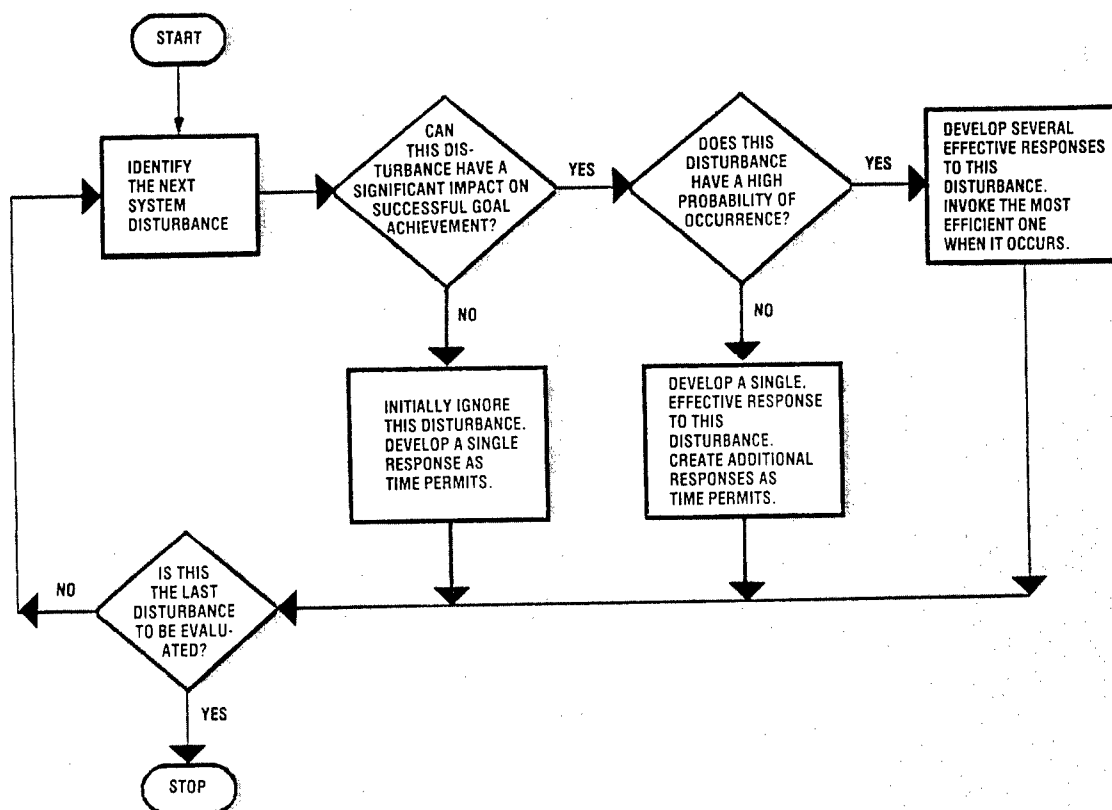 START
IDENTIFY
THE NEXT
SYSTEM
DISTURBANCE
CAN
THIS DIS-
TURBANCE HAVE A
SIGNIFICANT IMPACT ON
SUCCESSFUL GOAL
ACHIEVEMENT?
YES
DOES THIS
DISTURBANCE
HAVE A HIGH
PROBABILITY OF
OCCURRENCE?
YES
DEVELOP SEVERAL
EFFECTIVE RESPONSES
TO THIS
DISTURBANCE.
INVOKE THE MOST
EFFICIENT ONE
WHEN IT OCCURS.
NO
INITIALLY IGNORE
THIS DISTURBANCE.
DEVELOP A SINGLE
RESPONSE AS
TIME PERMITS.
NO
DEVELOP A SINGLE,
EFFECTIVE RESPONSE
TO THIS
DISTURBANCE.
CREATE ADDITIONAL
RESPONSES AS
TIME PERMITS.
IS THIS
THE LAST
DISTURBANCE
TO BE EVALU-
ATED?
NO
YES
STOP